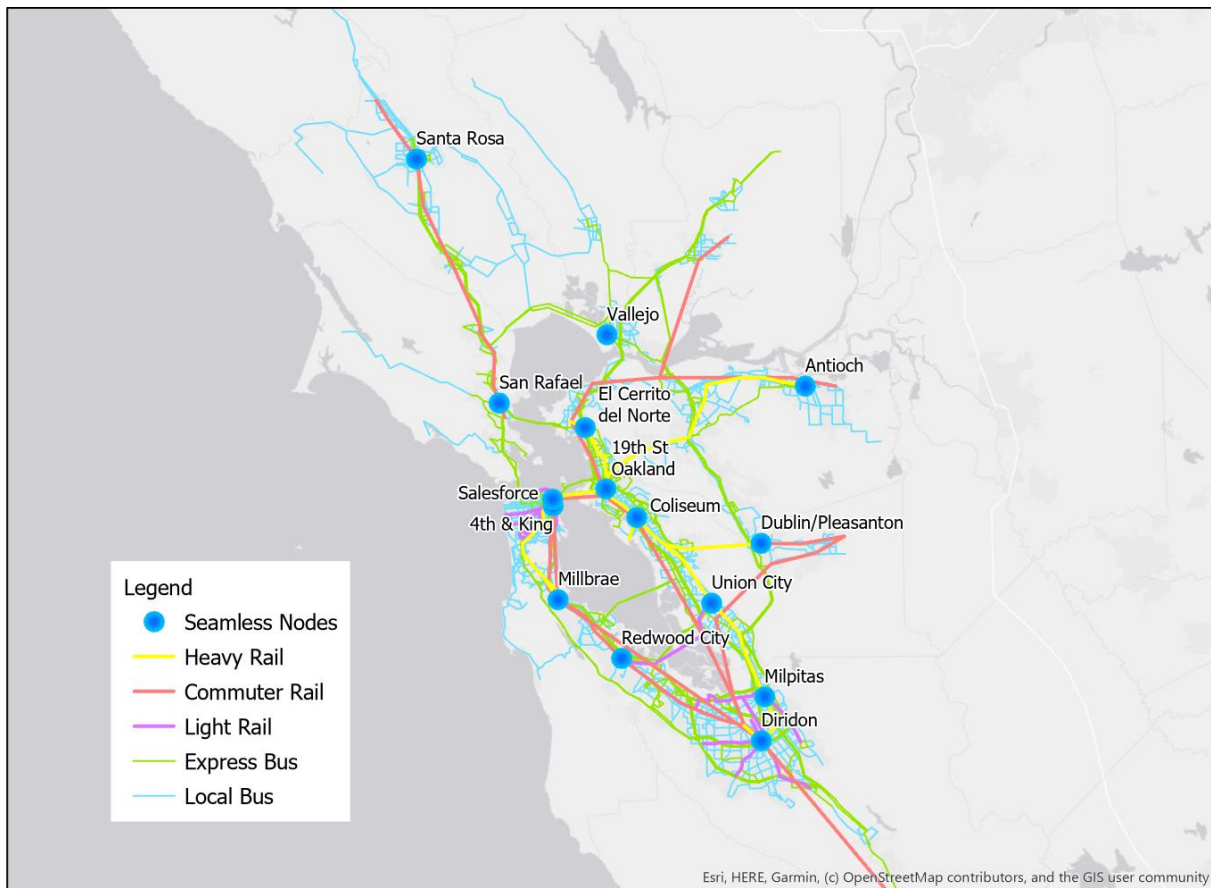 Santa Rosa
Vallejo
Antioch
San Rafael
El Cerrito
del Norte
19th St
Oakland
Salesforce
Coliseum
4th & King
Dublin/Pleasanton
Millbrae
Union City
Redwood City
Milpitas
Diridon
Legend
Seamless Nodes
Heavy Rail
Commuter Rail
Light Rail
Express Bus
Local Bus
Esri, HERE, Garmin, (c) OpenStreetMap contributors, and the GIS user community